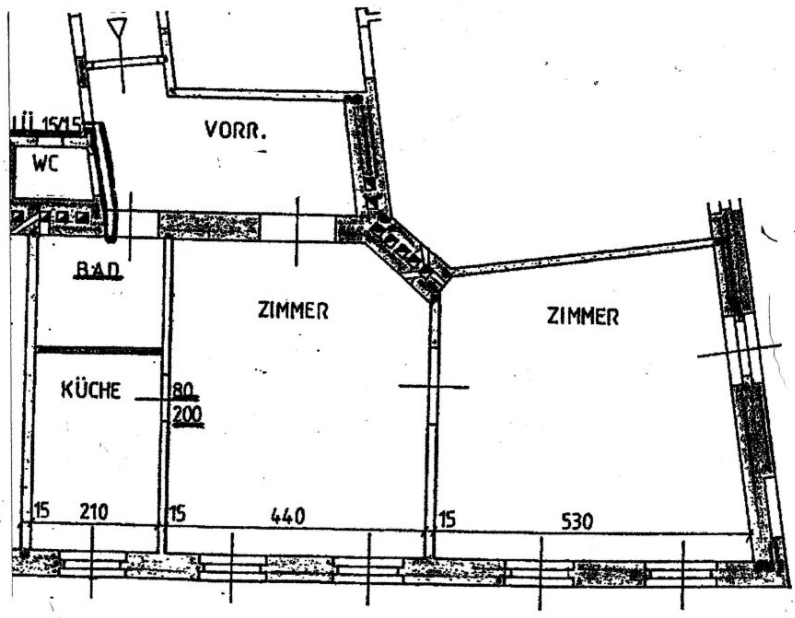 LÜ 15/15
VORR.
WC
BAD
ZIMMER
ZIMMER
KÜCHE
80
200
15
210
15
440
15
530